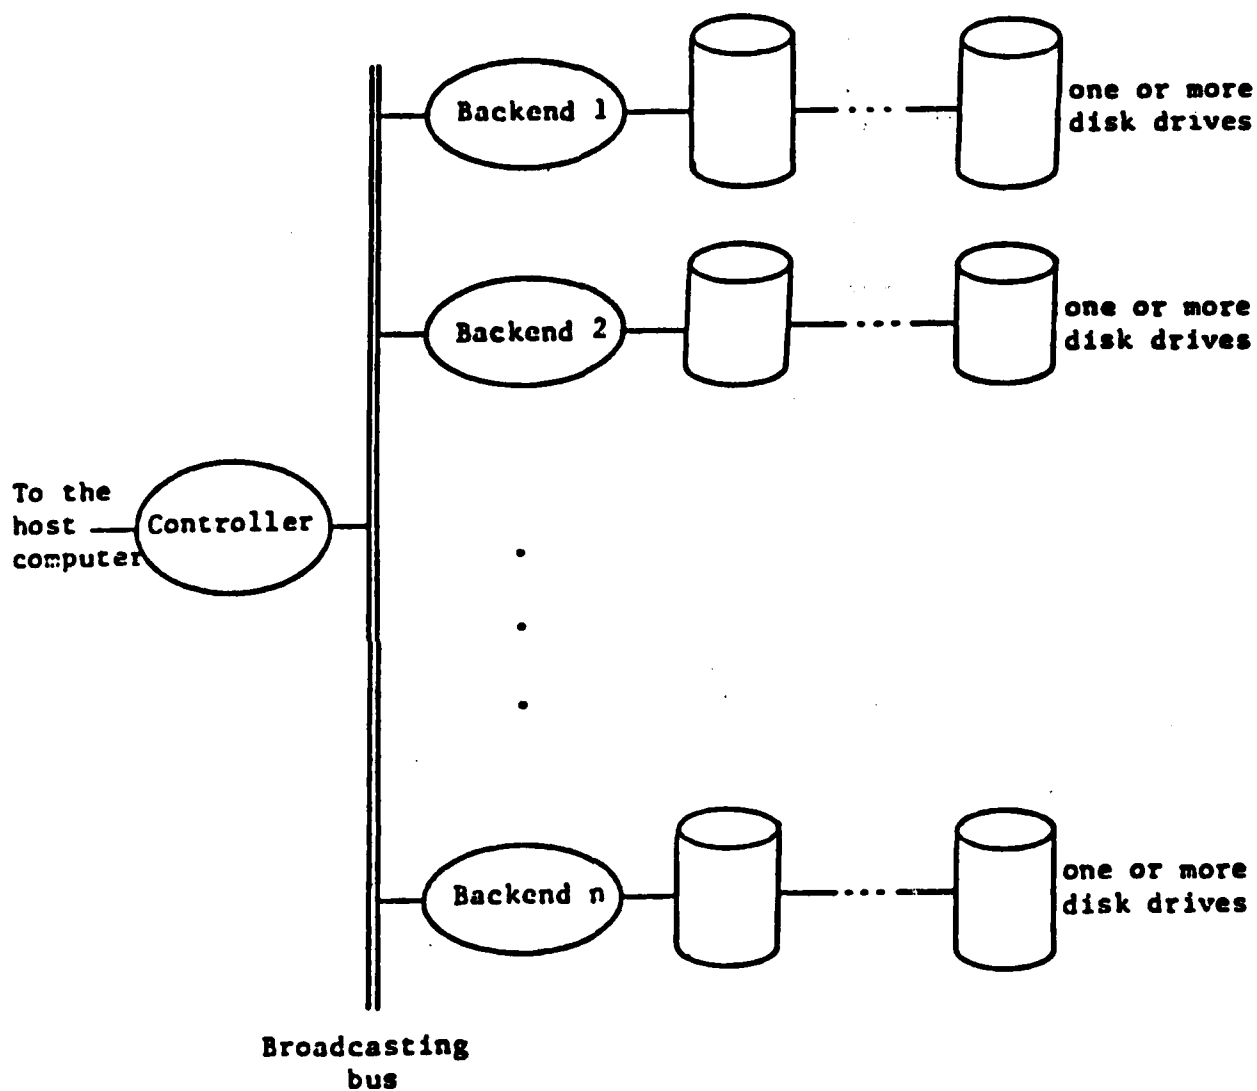 Backend 1
one or more
disk drives
Backend 2
one or more
disk drives
To the
host
computer
Controller
Backend n
one or more
disk drives
Broadcasting
bus